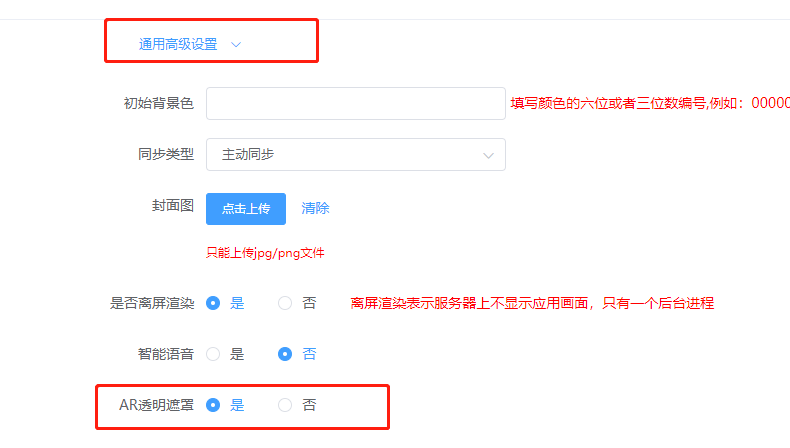 通用高级设置
初始背景色 填写颜色的六位或者三位数编号,例如：00000
同步类型 主动同步
封面图 点击上传 清除
只能上传jpg/png文件
是否离屏渲染 是 否 离屏渲染表示服务器上不显示应用画面，只有一个后台进程
智能语音 是 否
AR透明遮罩 是 否